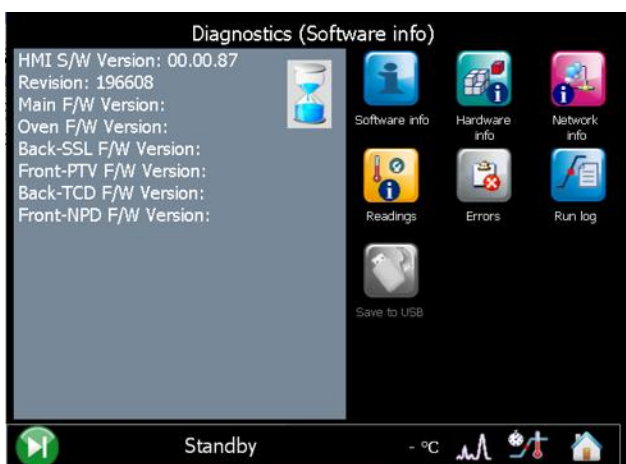 Diagnostics (Software info)
HMI S/W Version: 00.00.87
Revision: 196608
Main F/W Version:
Oven F/W Version:
Back-SSL F/W Version:
Front-PTV F/W Version:
Back-TCD F/W Version:
Front-NPD F/W Version:
Software info
Hardware
info
Network
info
Readings
Errors
Run log
Save to USB
Standby
- °C